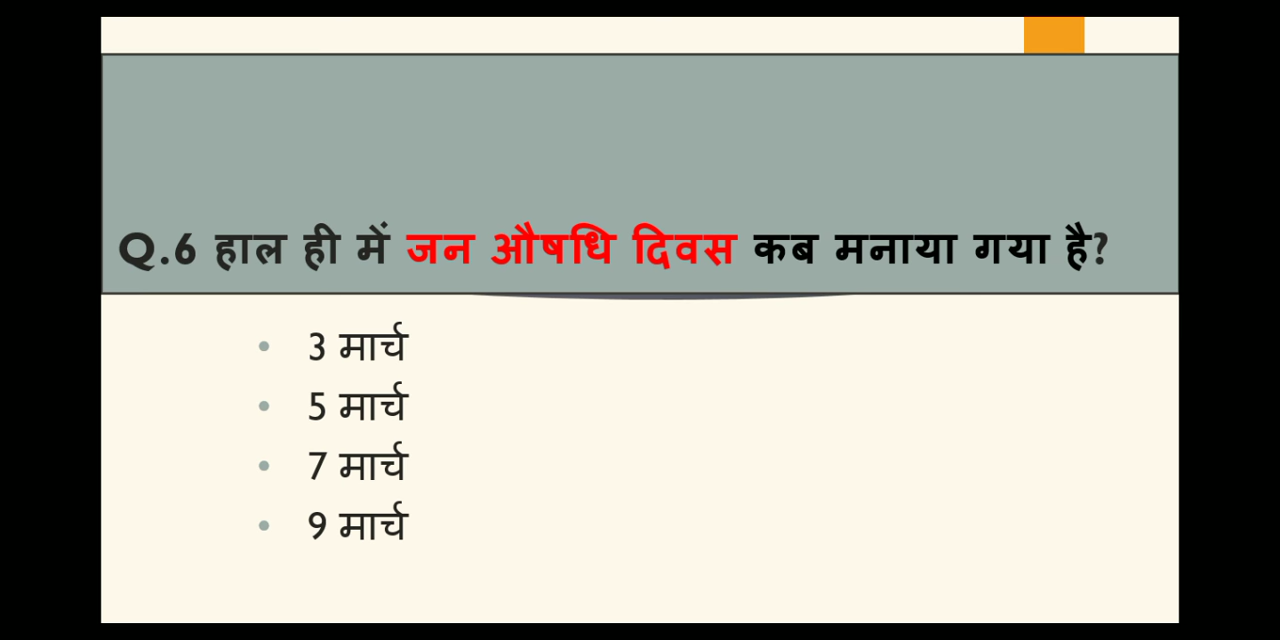 Q.6 हाल ही में जन औषधि दिवस कब मनाया गया है?
• 3 मार्च
• 5 मार्च
• 7 मार्च
• 9 मार्च